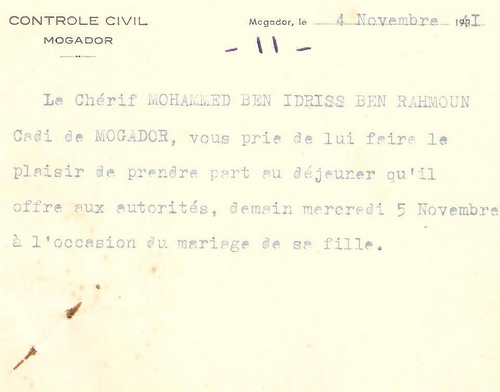 CONTROLE CIVIL
MOGADOR
Mogador, le 4 Novembre 1941
- 11 -
Le Chérif MOHAMMED BEN IDRISS BEN RAHMOUN
Cadi de MOGADOR, vous prie de lui faire le
plaisir de prendre part au déjeuner qu'il
offre aux autorités, demain mercredi 5 Novembre
à l'occasion du mariage de sa fille.